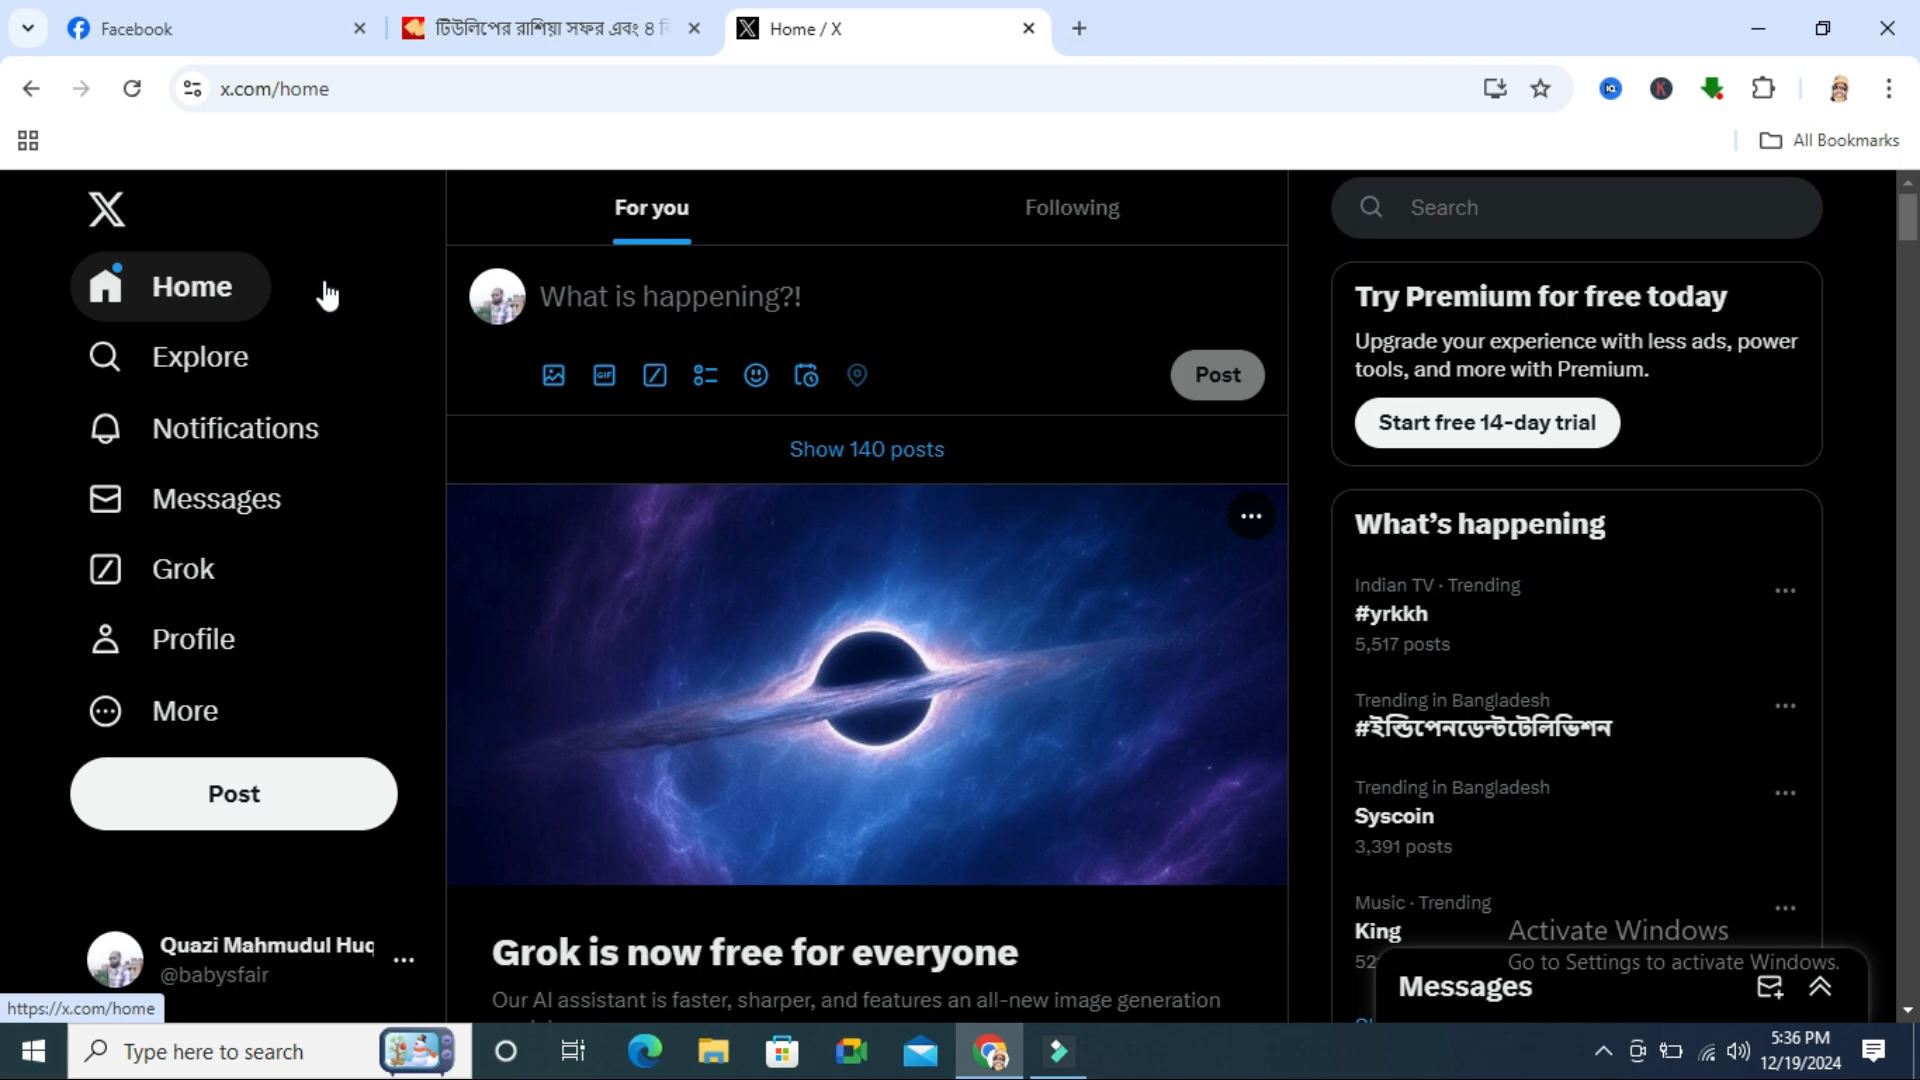 Facebook
টিউলিপের রাশিয়া সফর এবং ৪
Home / X
x.com/home
All Bookmarks
Home
Explore
Notifications
Messages
Grok
Profile
More
Post
Quazi Mahmudul Huq
@babysfair
https://x.com/home
For you
Following
What is happening?!
GIF
Post
Show 140 posts
Grok is now free for everyone
Our AI assistant is faster, sharper, and features an all-new image generation
Search
Try Premium for free today
Upgrade your experience with less ads, power
tools, and more with Premium.
Start free 14-day trial
What's happening
Indian TV · Trending
#yrkkh
5,517 posts
Trending in Bangladesh
#ইন্ডিপেনডেন্টটেলিভিশন
Trending in Bangladesh
Syscoin
3,391 posts
Music · Trending
King
Activate Windows
Go to Settings to activate Windows.
Messages
Type here to search
5:36 PM
12/19/2024